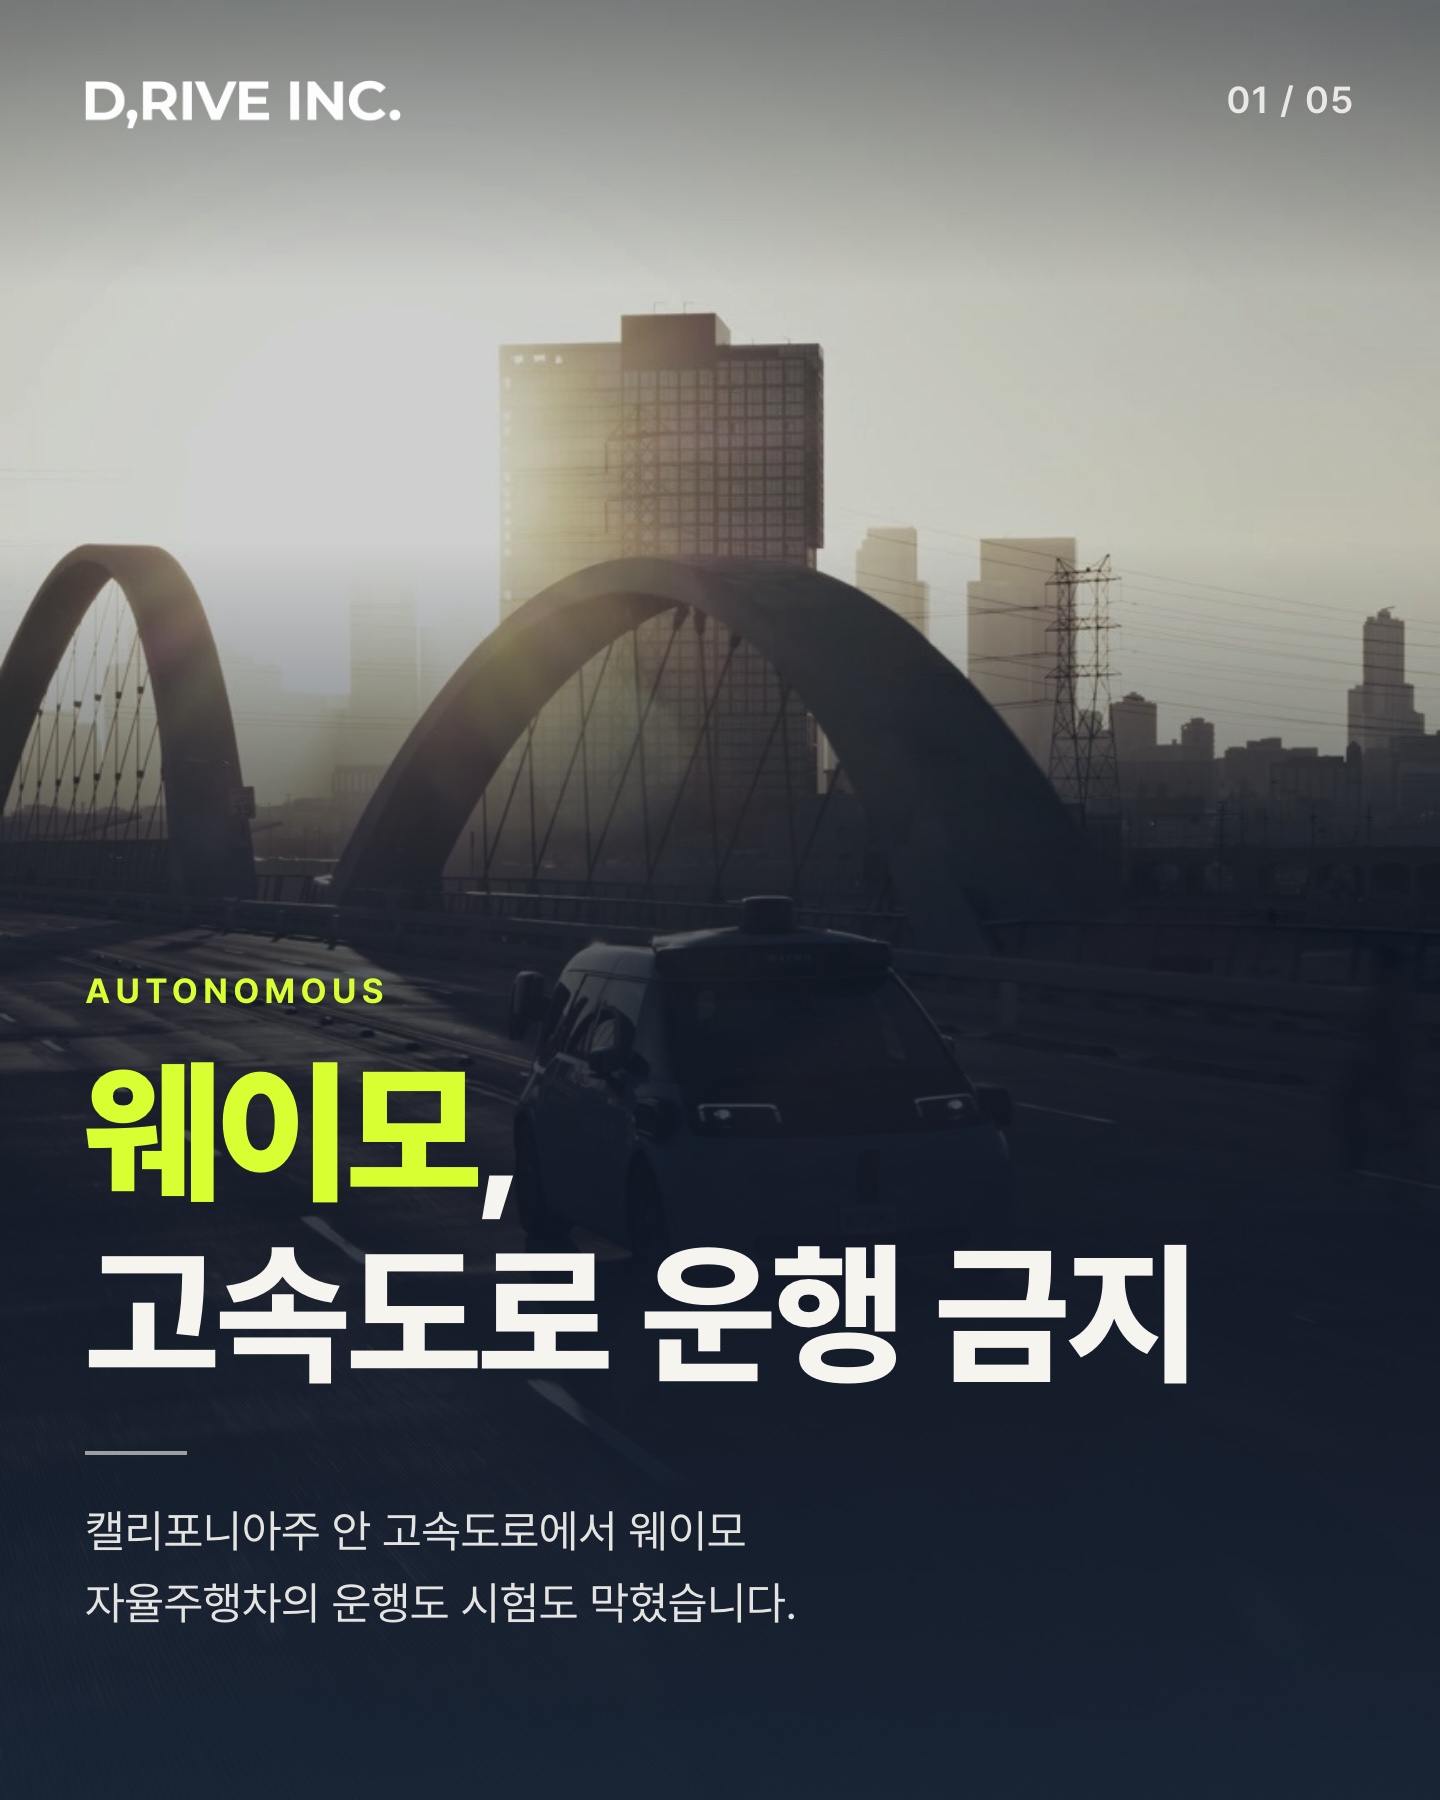 D,RIVE INC.
01 / 05
AUTONOMOUS
웨이모,
고속도로 운행 금지
캘리포니아주 안 고속도로에서 웨이모
자율주행차의 운행도 시험도 막혔습니다.